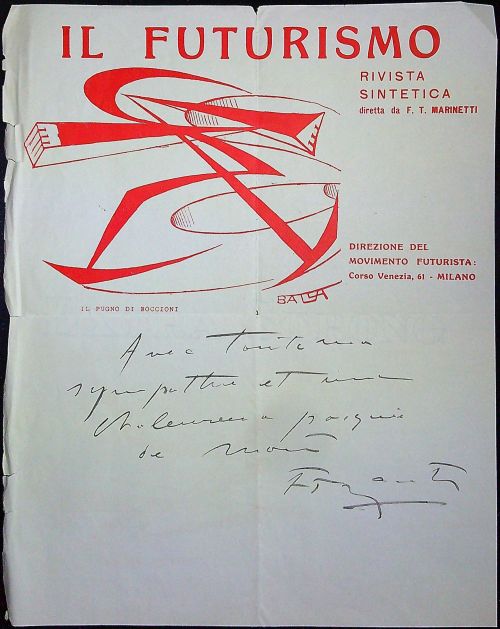 IL FUTURISMO
RIVISTA
SINTETICA
diretta da F. T. MARINETTI
DIREZIONE DEL
MOVIMENTO FUTURISTA:
Corso Venezia, 61 - MILANO
BALLA
IL PUGNO DI BOCCIONI
1
Avec toute ma
sympathie et une
chaleureuse poignée
de main